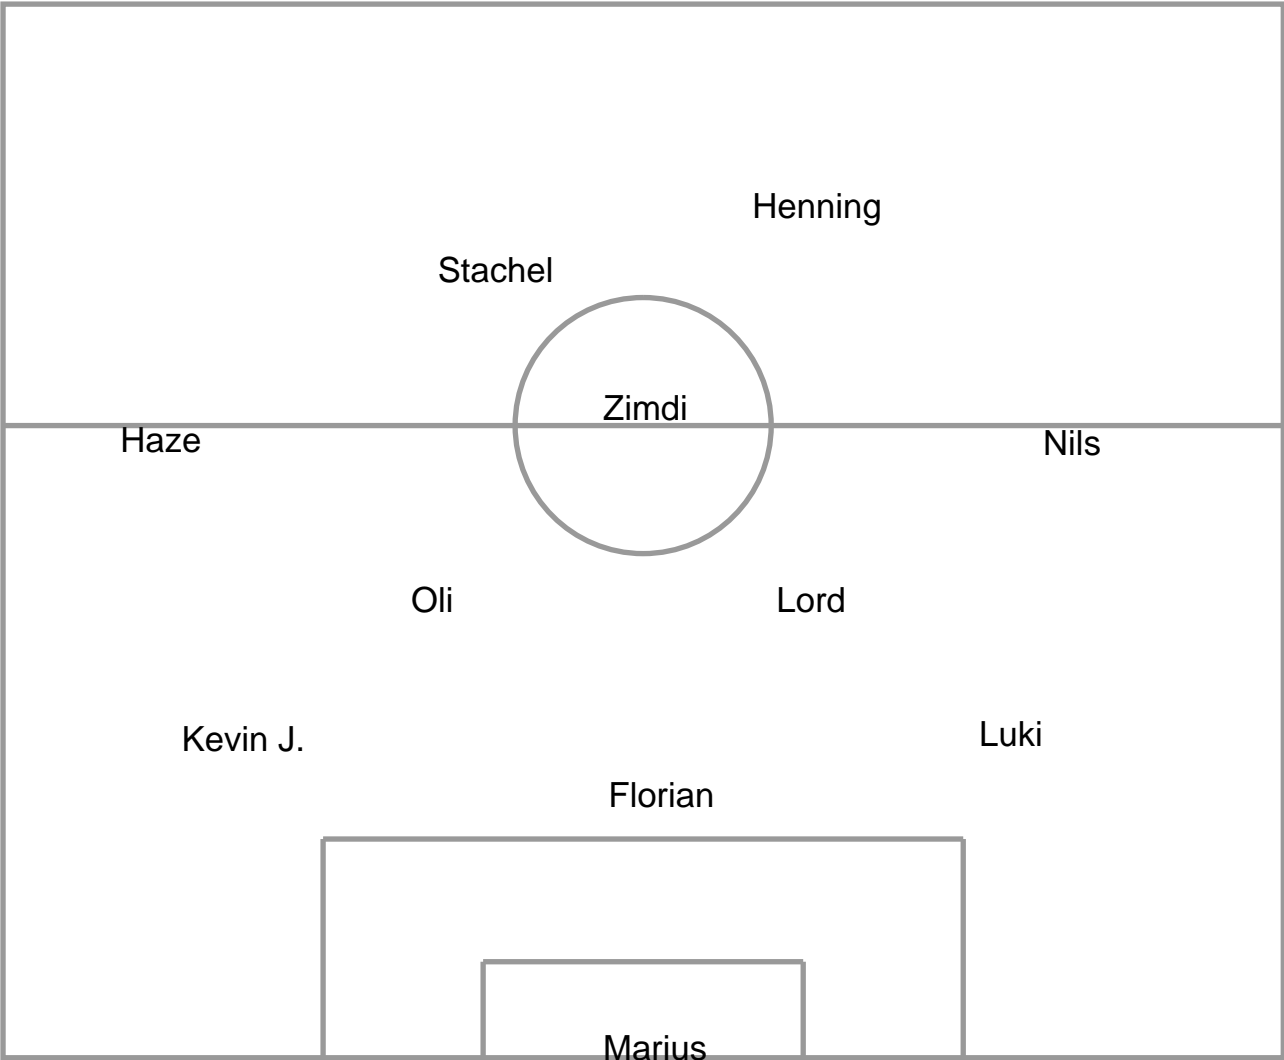 Henning
Stachel
Zimdi
Haze
Nils
Oli
Lord
Kevin J.
Luki
Florian
Marius